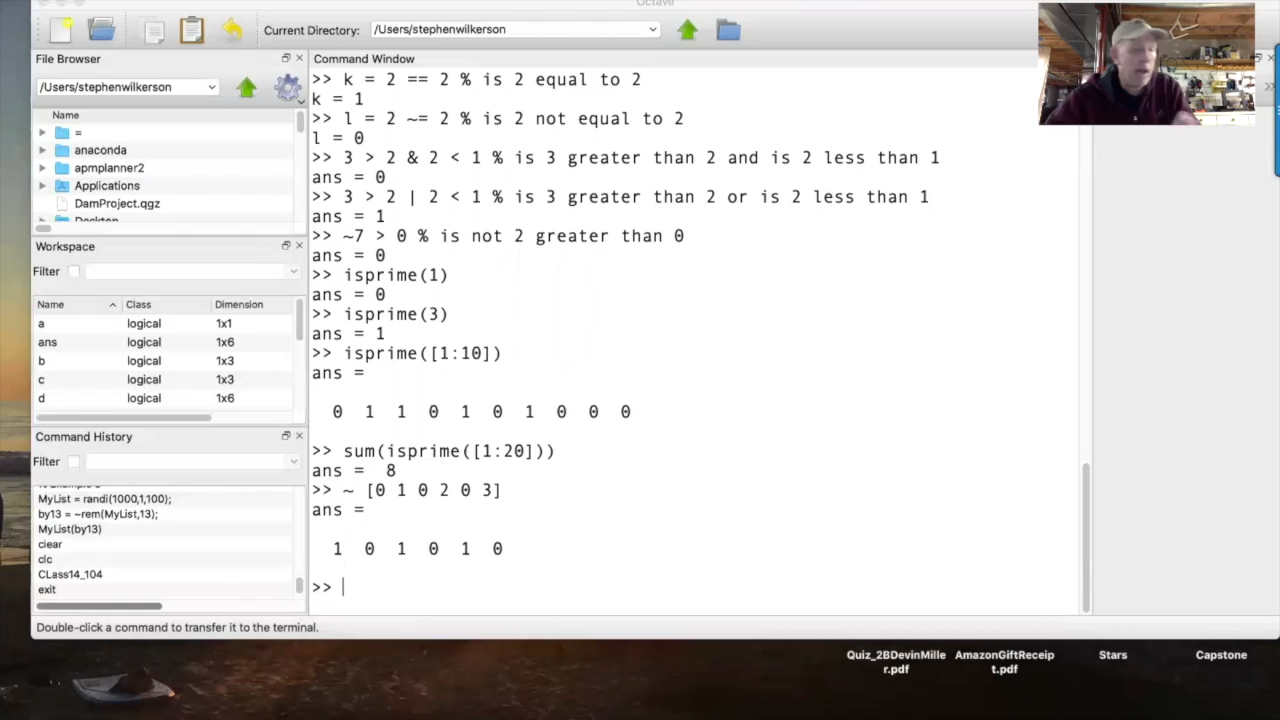 Octave
Current Directory: /Users/stephenwilkerson
File Browser
/Users/stephenwilkerson
Name
=
anaconda
apmplanner2
Applications
DamProject.qgz
Desktop
Workspace
Filter
Name Class Dimension
a logical 1x1
ans logical 1x6
b logical 1x3
c logical 1x3
d logical 1x6
Command History
Filter
MyList = randi(1000,1,100);
by13 = ~rem(MyList,13);
MyList(by13)
clear
clc
CLass14_104
exit
Command Window
>> k = 2 == 2 % is 2 equal to 2
k = 1
>> l = 2 ~= 2 % is 2 not equal to 2
l = 0
>> 3 > 2 & 2 < 1 % is 3 greater than 2 and is 2 less than 1
ans = 0
>> 3 > 2 | 2 < 1 % is 3 greater than 2 or is 2 less than 1
ans = 1
>> ~7 > 0 % is not 2 greater than 0
ans = 0
>> isprime(1)
ans = 0
>> isprime(3)
ans = 1
>> isprime([1:10])
ans =
0 1 1 0 1 0 1 0 0 0
>> sum(isprime([1:20]))
ans = 8
>> ~ [0 1 0 2 0 3]
ans =
1 0 1 0 1 0
>>
Double-click a command to transfer it to the terminal.
Quiz_2BDevinMille
r.pdf
AmazonGiftReceip
t.pdf
Stars
Capstone